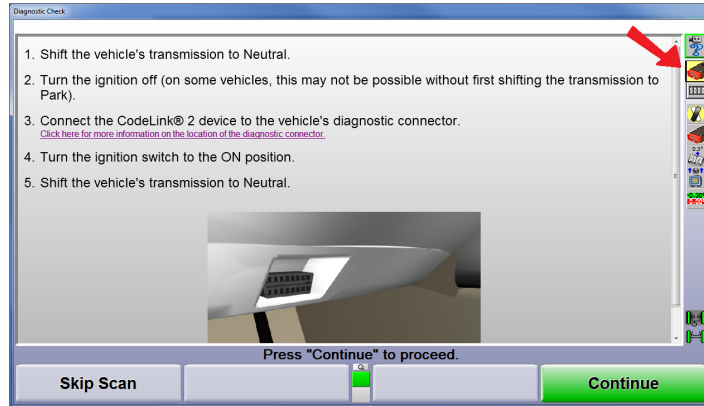 Diagnostic Check
1. Shift the vehicle's transmission to Neutral.
2. Turn the ignition off (on some vehicles, this may not be possible without first shifting the transmission to
Park).
3. Connect the CodeLink® 2 device to the vehicle's diagnostic connector.
Click here for more information on the location of the diagnostic connector.
4. Turn the ignition switch to the ON position.
5. Shift the vehicle's transmission to Neutral.
0.3°
Press "Continue" to proceed.
Skip Scan
Continue